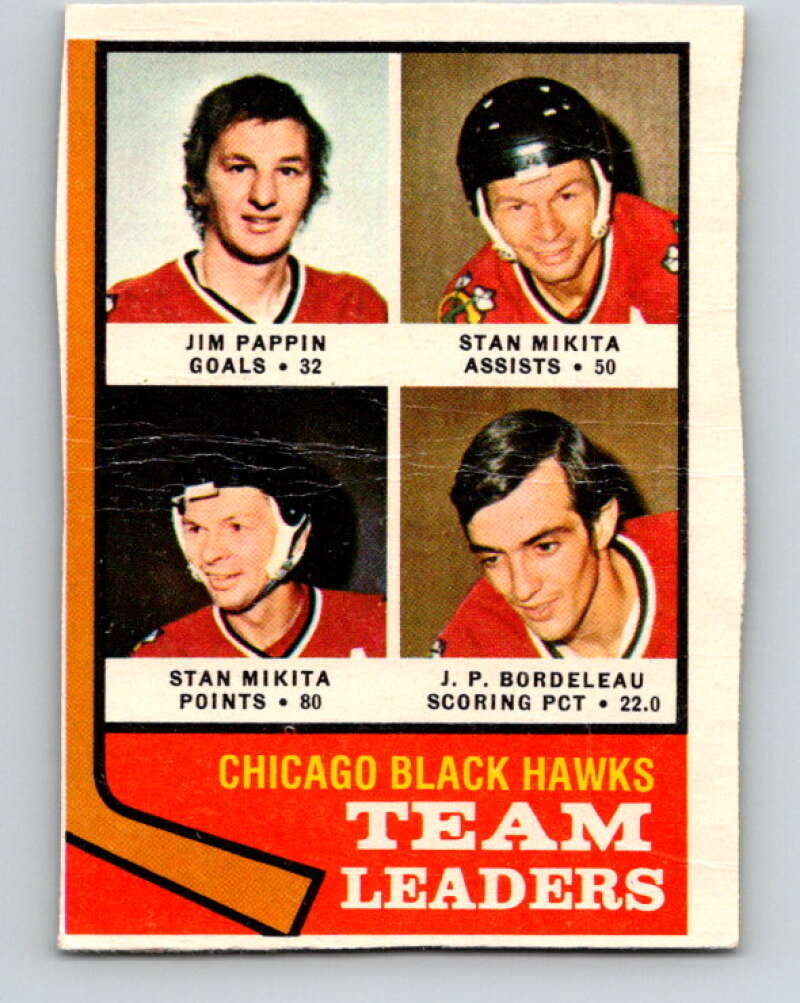 JIM PAPPIN
GOALS • 32
STAN MIKITA
ASSISTS • 50
STAN MIKITA
POINTS • 80
J. P. BORDELEAU
SCORING PCT • 22.0
CHICAGO BLACK HAWKS
TEAM
LEADERS